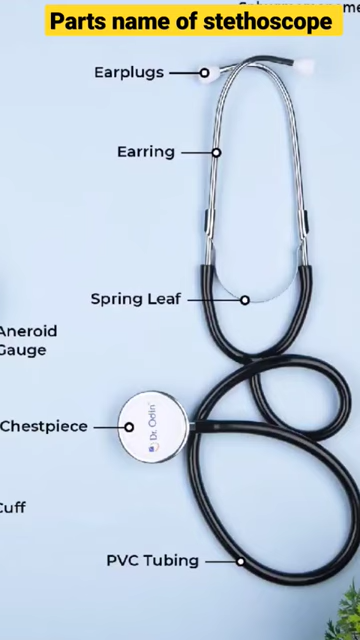 Parts name of stethoscope
Earplugs
Earring
Spring Leaf
Aneroid
Gauge
Chestpiece
Dr. Odin
Cuff
PVC Tubing